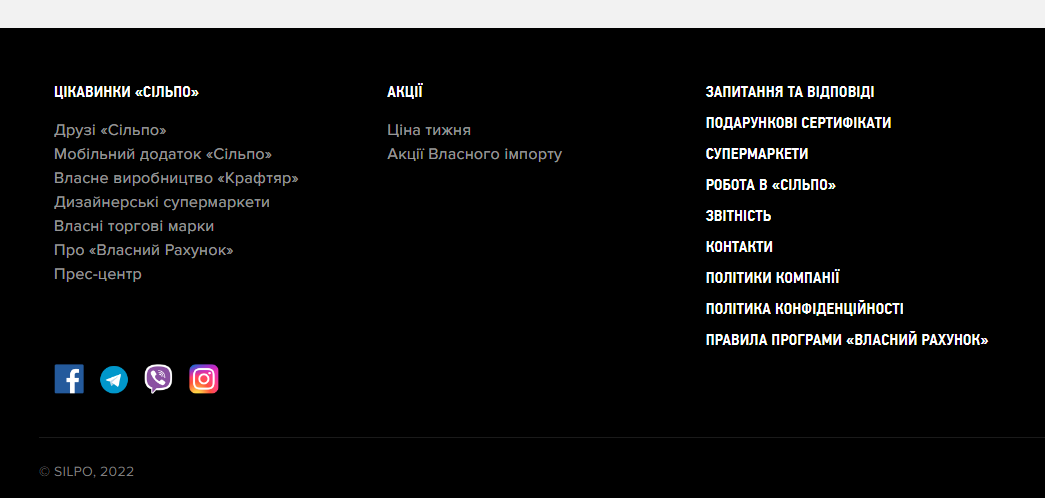 ЦІКАВИНКИ «СІЛЬПО»
Друзі «Сільпо»
Мобільний додаток «Сільпо»
Власне виробництво «Крафтяр»
Дизайнерські супермаркети
Власні торгові марки
Про «Власний Рахунок»
Прес-центр
АКЦІЇ
Ціна тижня
Акції Власного імпорту
ЗАПИТАННЯ ТА ВІДПОВІДІ
ПОДАРУНКОВІ СЕРТИФІКАТИ
СУПЕРМАРКЕТИ
РОБОТА В «СІЛЬПО»
ЗВІТНІСТЬ
КОНТАКТИ
ПОЛІТИКИ КОМПАНІЇ
ПОЛІТИКА КОНФІДЕНЦІЙНОСТІ
ПРАВИЛА ПРОГРАМИ «ВЛАСНИЙ РАХУНОК»
© SILPO, 2022